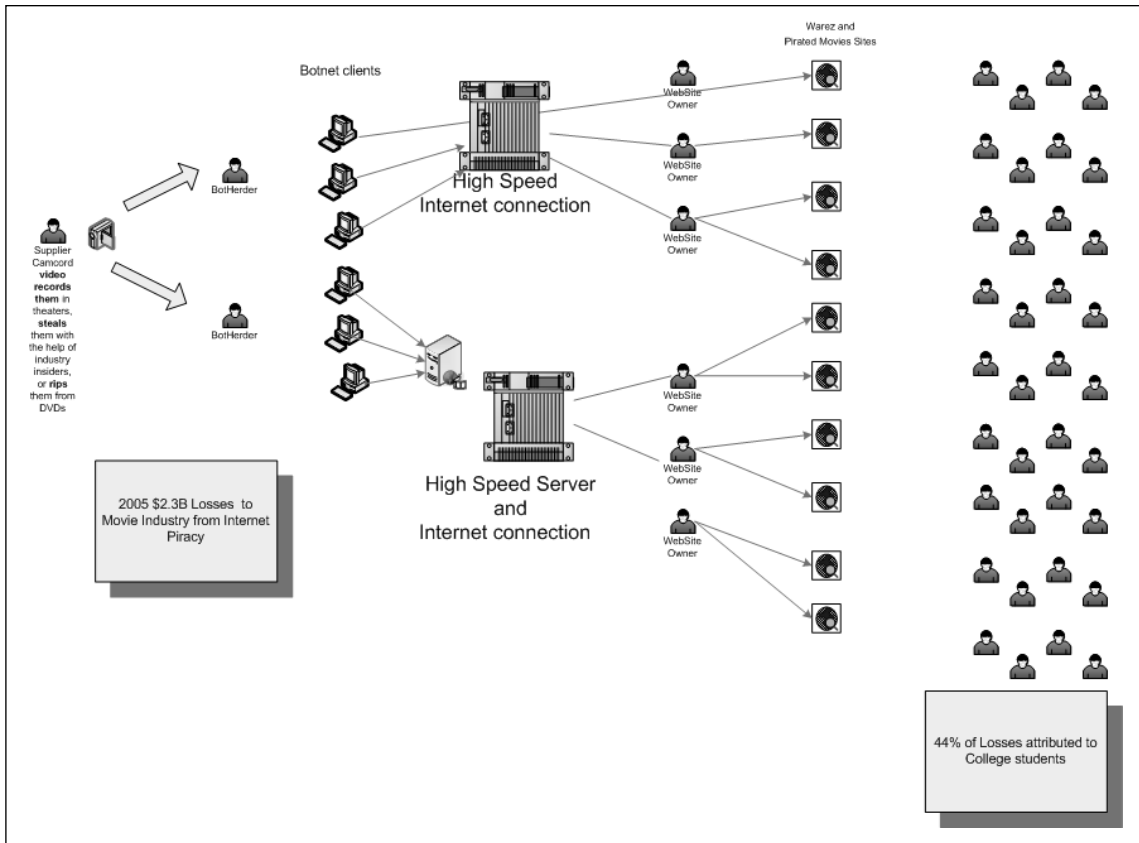 Warez and
Pirated Movies Sites
Botnet clients
WebSite
Owner
BotHerder
WebSite
Owner
High Speed
Internet connection
WebSite
Owner
Supplier
Camcord
video
records
them in
theaters,
steals
them with
the help of
industry
insiders,
or rips
them from
DVDs
BotHerder
WebSite
Owner
High Speed Server
and
Internet connection
WebSite
Owner
WebSite
Owner
2005 $2.3B Losses to
Movie Industry from Internet
Piracy
44% of Losses attributed to
College students